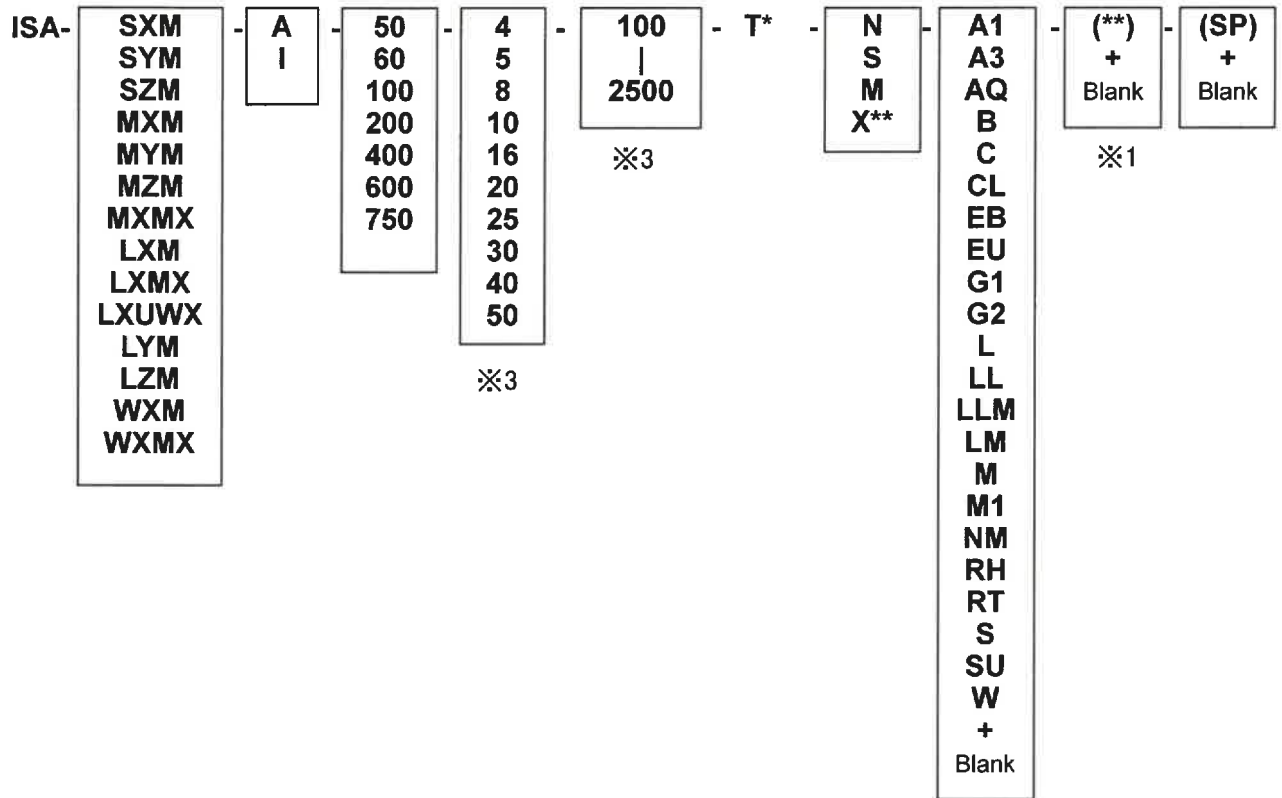 ISA- SXM - A - 50 - 4 - 100 - T* - N - A1 - (**) - (SP)
SYM I 60 5 | S A3 + +
SZM 100 8 2500 M AQ Blank Blank
MXM 200 10 X** B
MYM 400 16 ※3 C ※1
MZM 600 20 CL
MXMX 750 25 EB
LXM 30 EU
LXMX 40 G1
LXUWX 50 G2
LYM L
LZM ※3 LL
WXM LLM
WXMX LM
M
M1
NM
RH
RT
S
SU
W
+
Blank